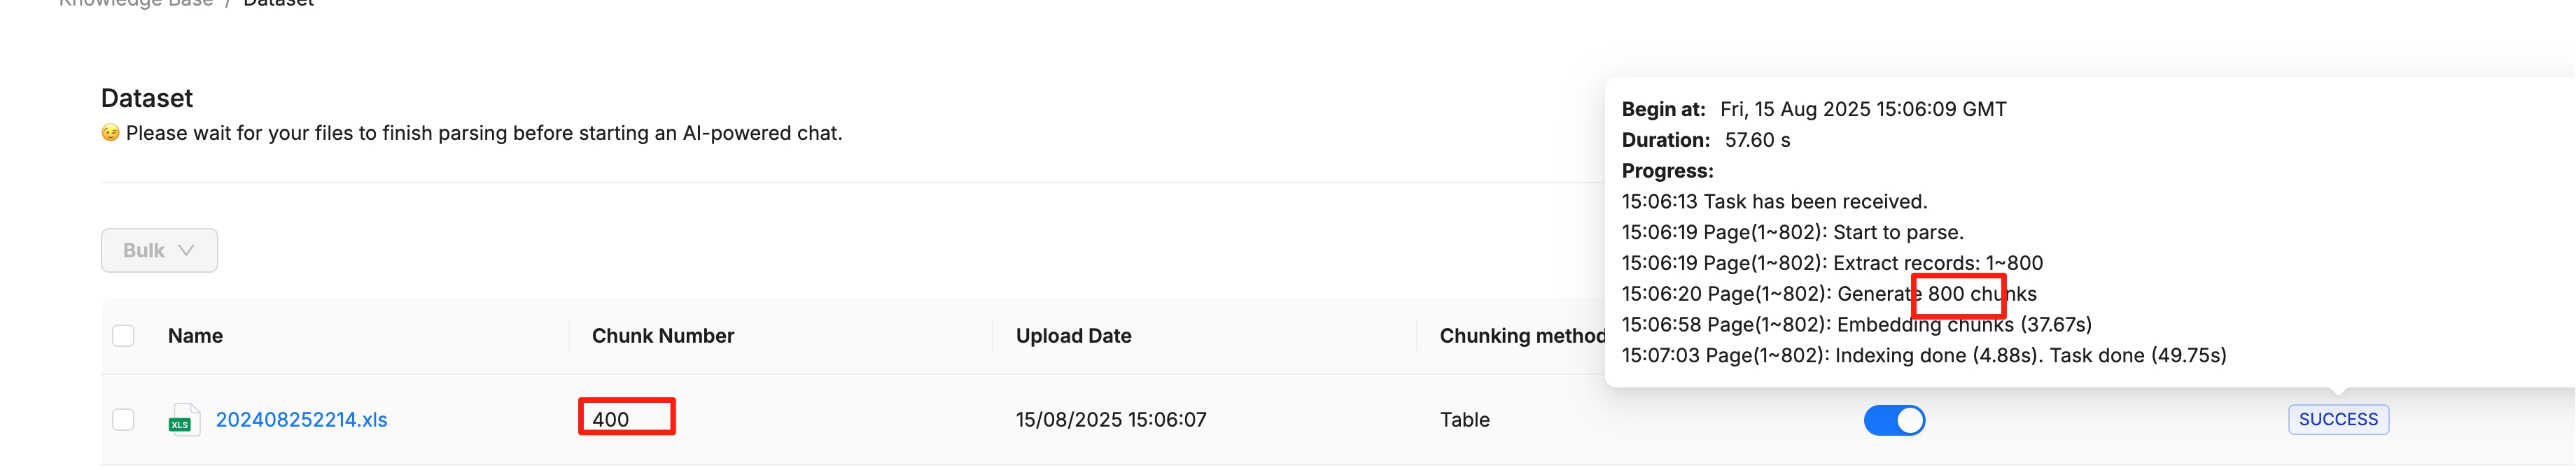 Knowledge Base / Dataset
Dataset
😉 Please wait for your files to finish parsing before starting an AI-powered chat.
Bulk
Begin at: Fri, 15 Aug 2025 15:06:09 GMT
Duration: 57.60 s
Progress:
15:06:13 Task has been received.
15:06:19 Page(1~802): Start to parse.
15:06:19 Page(1~802): Extract records: 1~800
15:06:20 Page(1~802): Generate 800 chunks
15:06:58 Page(1~802): Embedding chunks (37.67s)
15:07:03 Page(1~802): Indexing done (4.88s). Task done (49.75s)
Name Chunk Number Upload Date Chunking method
XLS 202408252214.xls 400 15/08/2025 15:06:07 Table SUCCESS